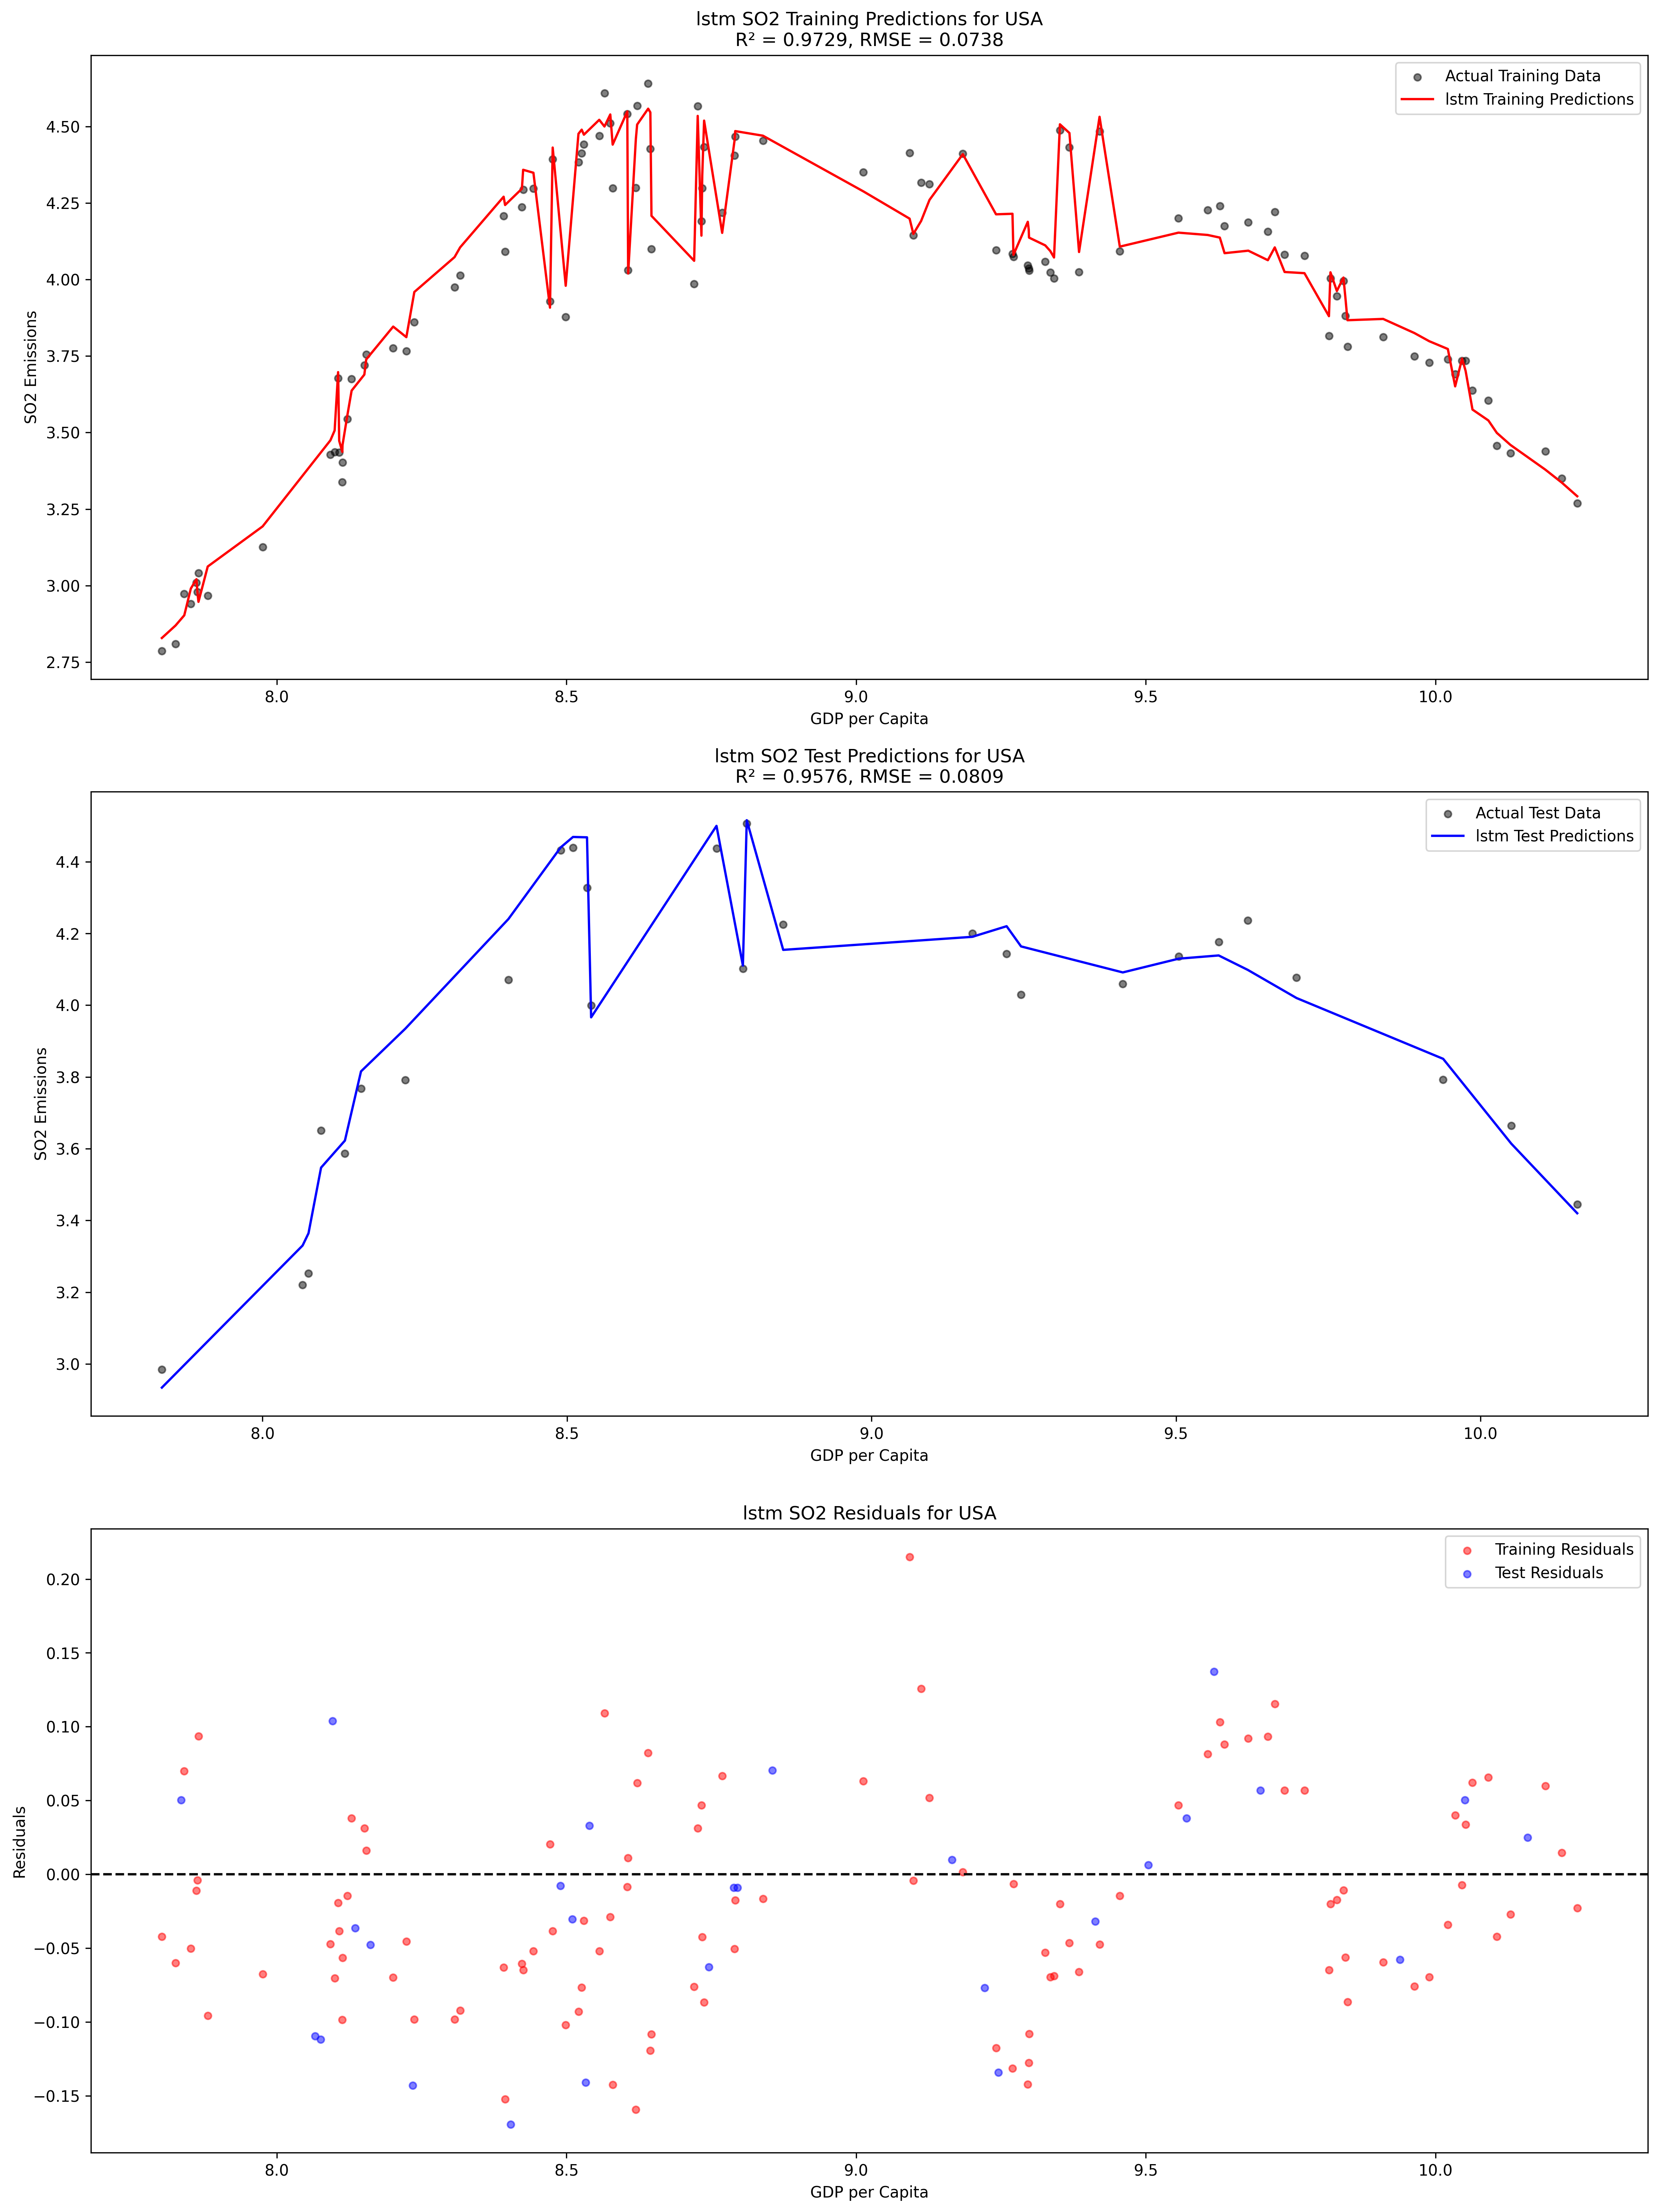 lstm SO2 Training Predictions for USA
R² = 0.9729, RMSE = 0.0738
Actual Training Data
lstm Training Predictions
SO2 Emissions
4.50
4.25
4.00
3.75
3.50
3.25
3.00
2.75
8.0 8.5 9.0 9.5 10.0
GDP per Capita
lstm SO2 Test Predictions for USA
R² = 0.9576, RMSE = 0.0809
Actual Test Data
lstm Test Predictions
SO2 Emissions
4.4
4.2
4.0
3.8
3.6
3.4
3.2
3.0
8.0 8.5 9.0 9.5 10.0
GDP per Capita
lstm SO2 Residuals for USA
Training Residuals
Test Residuals
Residuals
0.20
0.15
0.10
0.05
0.00
−0.05
−0.10
−0.15
8.0 8.5 9.0 9.5 10.0
GDP per Capita